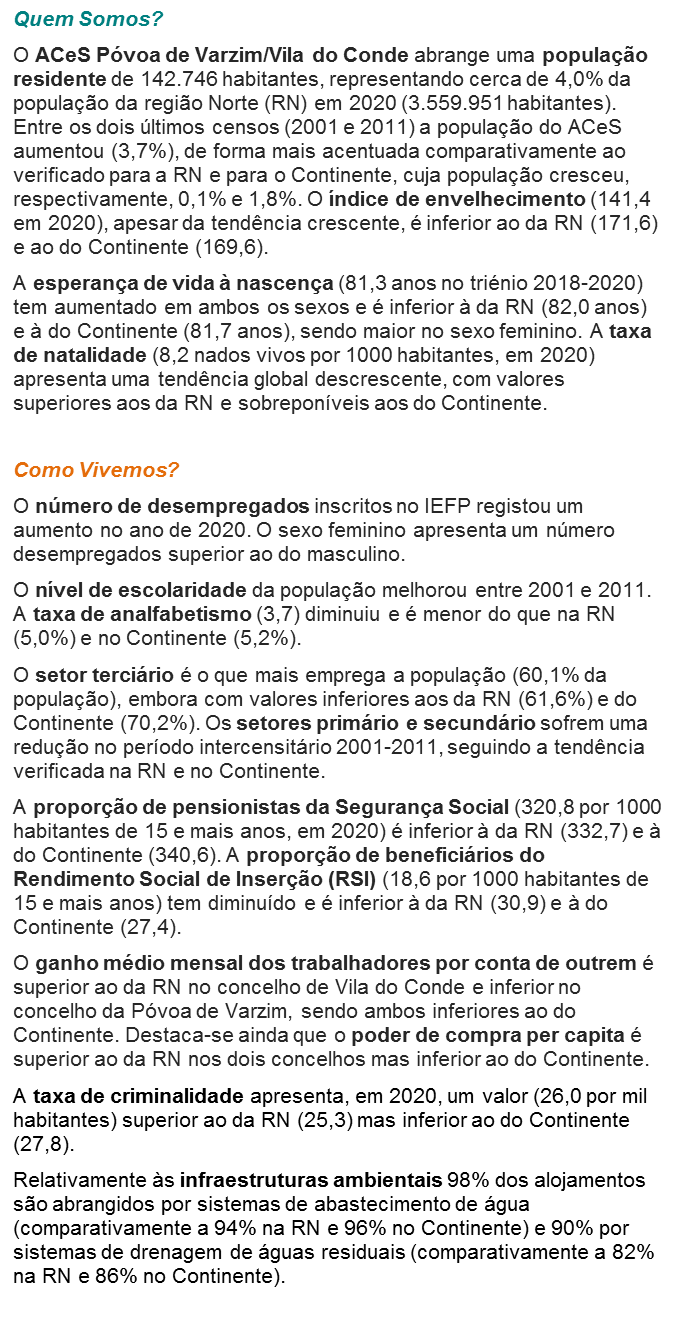 Quem Somos?
O ACeS Póvoa de Varzim/Vila do Conde abrange uma população
residente de 142.746 habitantes, representando cerca de 4,0% da
população da região Norte (RN) em 2020 (3.559.951 habitantes).
Entre os dois últimos censos (2001 e 2011) a população do ACeS
aumentou (3,7%), de forma mais acentuada comparativamente ao
verificado para a RN e para o Continente, cuja população cresceu,
respectivamente, 0,1% e 1,8%. O índice de envelhecimento (141,4
em 2020), apesar da tendência crescente, é inferior ao da RN (171,6)
e ao do Continente (169,6).
A esperança de vida à nascença (81,3 anos no triénio 2018-2020)
tem aumentado em ambos os sexos e é inferior à da RN (82,0 anos)
e à do Continente (81,7 anos), sendo maior no sexo feminino. A taxa
de natalidade (8,2 nados vivos por 1000 habitantes, em 2020)
apresenta uma tendência global descrescente, com valores
superiores aos da RN e sobreponíveis aos do Continente.
Como Vivemos?
O número de desempregados inscritos no IEFP registou um
aumento no ano de 2020. O sexo feminino apresenta um número
desempregados superior ao do masculino.
O nível de escolaridade da população melhorou entre 2001 e 2011.
A taxa de analfabetismo (3,7) diminuiu e é menor do que na RN
(5,0%) e no Continente (5,2%).
O setor terciário é o que mais emprega a população (60,1% da
população), embora com valores inferiores aos da RN (61,6%) e do
Continente (70,2%). Os setores primário e secundário sofrem uma
redução no período intercensitário 2001-2011, seguindo a tendência
verificada na RN e no Continente.
A proporção de pensionistas da Segurança Social (320,8 por 1000
habitantes de 15 e mais anos, em 2020) é inferior à da RN (332,7) e à
do Continente (340,6). A proporção de beneficiários do
Rendimento Social de Inserção (RSI) (18,6 por 1000 habitantes de
15 e mais anos) tem diminuído e é inferior à da RN (30,9) e à do
Continente (27,4).
O ganho médio mensal dos trabalhadores por conta de outrem é
superior ao da RN no concelho de Vila do Conde e inferior no
concelho da Póvoa de Varzim, sendo ambos inferiores ao do
Continente. Destaca-se ainda que o poder de compra per capita é
superior ao da RN nos dois concelhos mas inferior ao do Continente.
A taxa de criminalidade apresenta, em 2020, um valor (26,0 por mil
habitantes) superior ao da RN (25,3) mas inferior ao do Continente
(27,8).
Relativamente às infraestruturas ambientais 98% dos alojamentos
são abrangidos por sistemas de abastecimento de água
(comparativamente a 94% na RN e 96% no Continente) e 90% por
sistemas de drenagem de águas residuais (comparativamente a 82%
na RN e 86% no Continente).